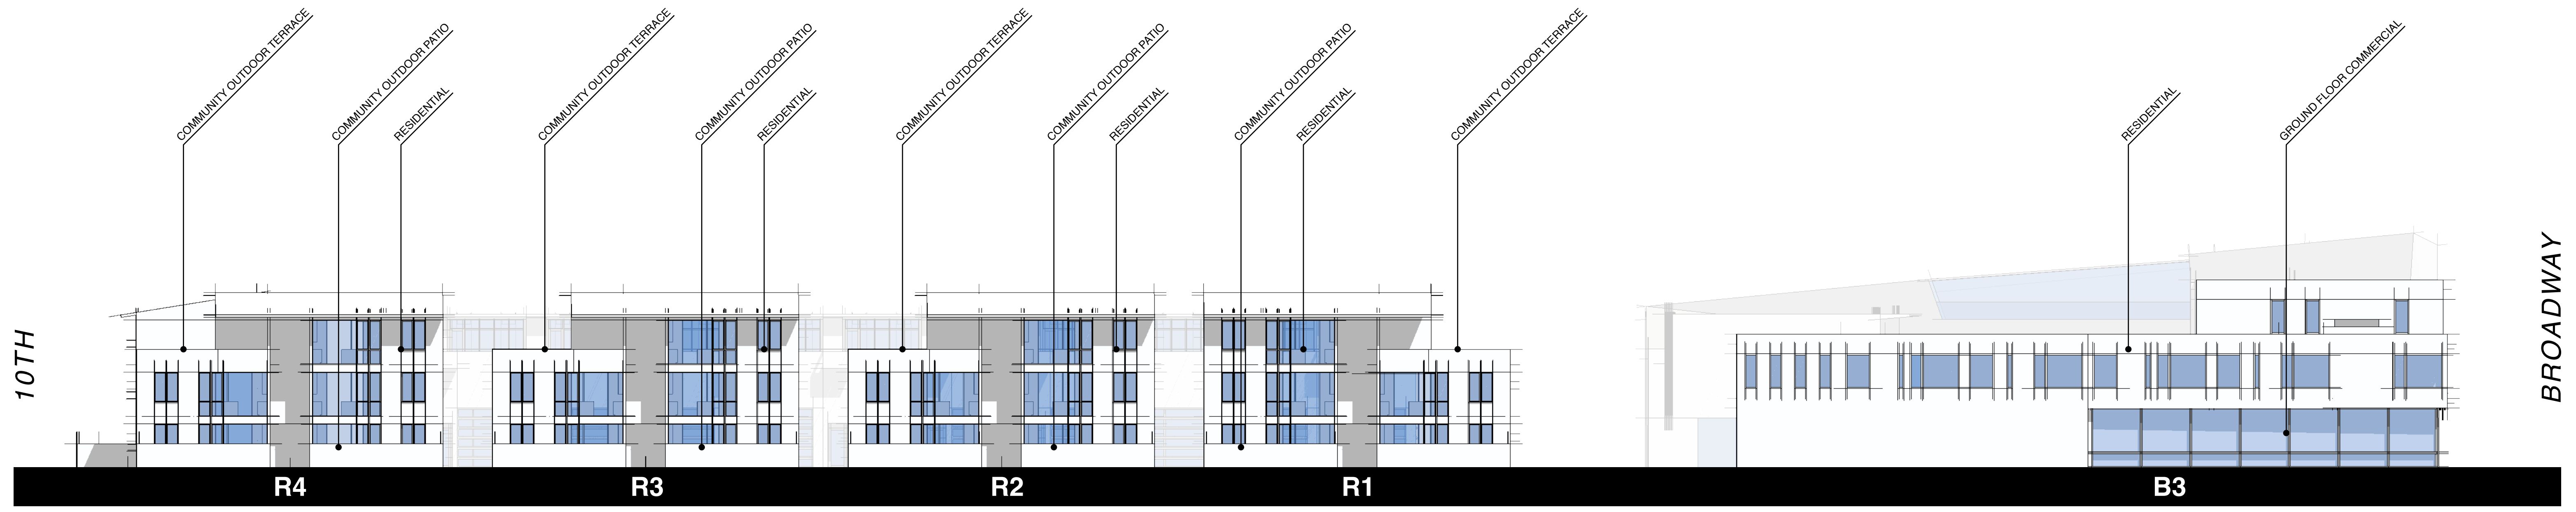 COMMUNITY OUTDOOR TERRACE
COMMUNITY OUTDOOR PATIO
RESIDENTIAL
COMMUNITY OUTDOOR TERRACE
COMMUNITY OUTDOOR PATIO
RESIDENTIAL
COMMUNITY OUTDOOR TERRACE
COMMUNITY OUTDOOR PATIO
RESIDENTIAL
COMMUNITY OUTDOOR PATIO
RESIDENTIAL
COMMUNITY OUTDOOR TERRACE
RESIDENTIAL
GROUND FLOOR COMMERCIAL
10TH
BROADWAY
R4
R3
R2
R1
B3